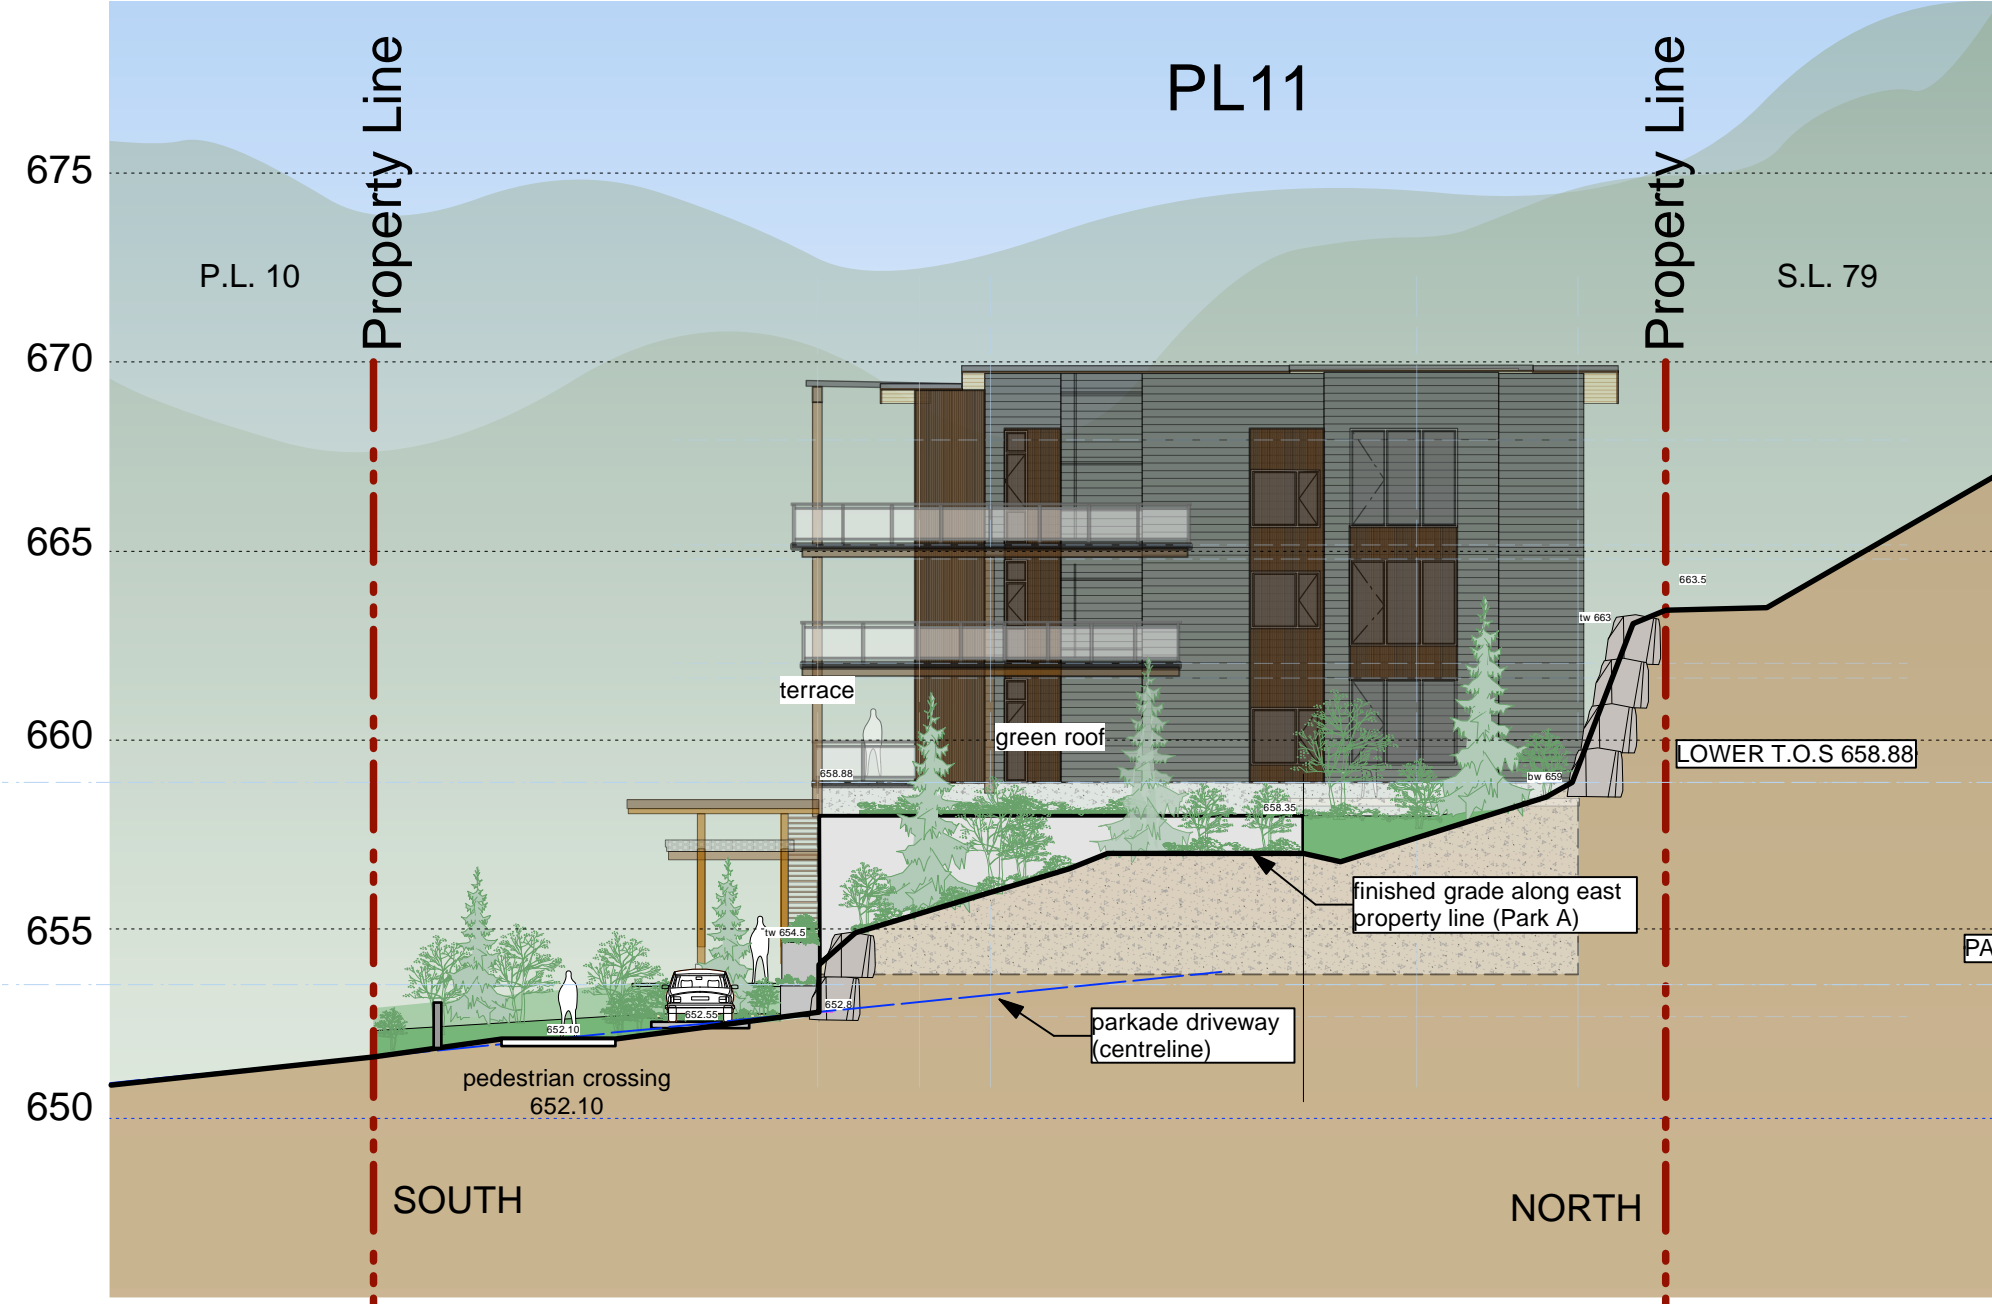 PL11
Property Line
Property Line
675
P.L. 10
S.L. 79
670
665
663.5
tw 663
terrace
660
green roof
LOWER T.O.S 658.88
658.88
bw 659
658.35
finished grade along east
property line (Park A)
655
tw 654.5
PA
652.8
652.55
652.10
parkade driveway
(centreline)
pedestrian crossing
652.10
650
SOUTH
NORTH